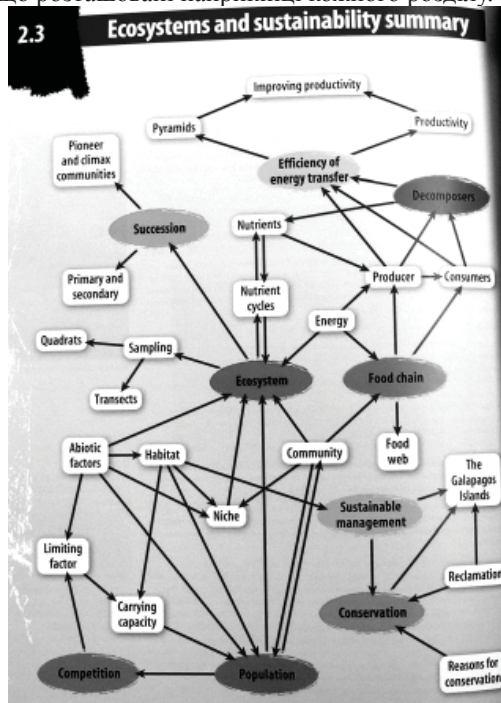 2.3
Ecosystems and sustainability summary
Improving productivity
Pyramids
Productivity
Pioneer
and climax
communities
Efficiency of
energy transfer
Decomposers
Succession
Nutrients
Primary and
secondary
Nutrient
cycles
Producer
Consumers
Energy
Quadrats
Sampling
Ecosystem
Food chain
Transects
Abiotic
factors
Habitat
Community
Food
web
The
Galapagos
Islands
Niche
Sustainable
management
Limiting
factor
Reclamation
Carrying
capacity
Conservation
Competition
Population
Reasons for
conservation